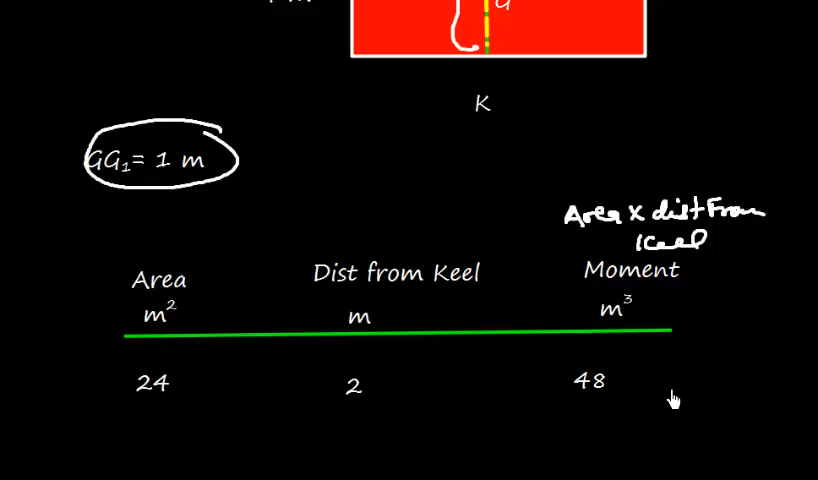 G
K
GG₁= 1 m
Area x dist From
Keel
Area Dist from Keel Moment
m² m m³
24 2 48